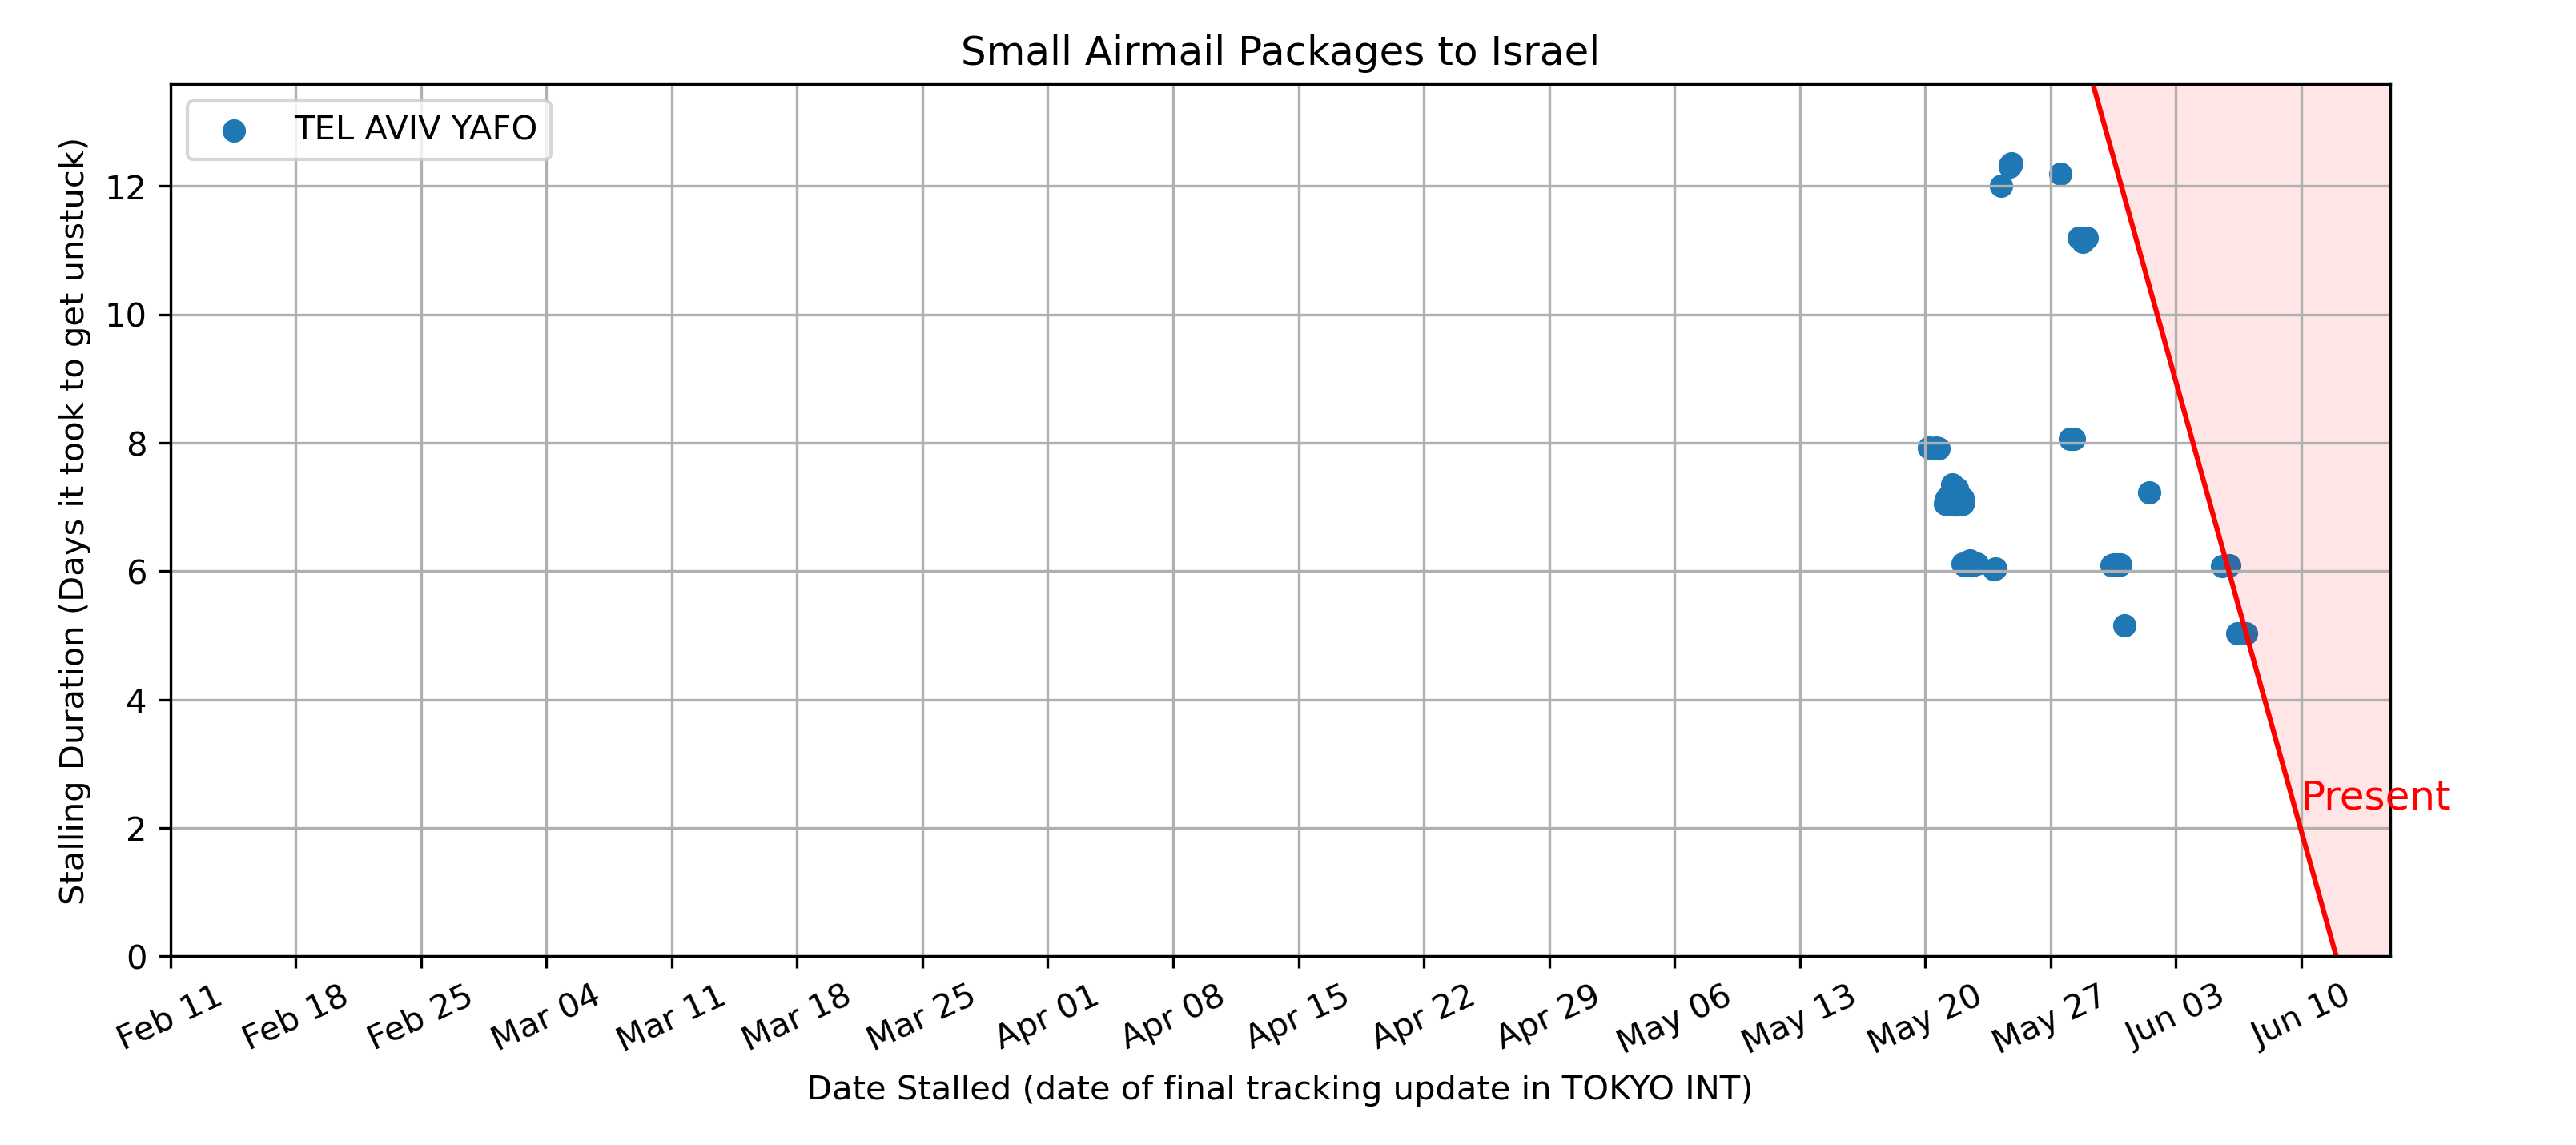 Small Airmail Packages to Israel
TEL AVIV YAFO
Stalling Duration (Days it took to get unstuck)
12
10
8
6
4
2
0
Present
Feb 11
Feb 18
Feb 25
Mar 04
Mar 11
Mar 18
Mar 25
Apr 01
Apr 08
Apr 15
Apr 22
Apr 29
May 06
May 13
May 20
May 27
Jun 03
Jun 10
Date Stalled (date of final tracking update in TOKYO INT)